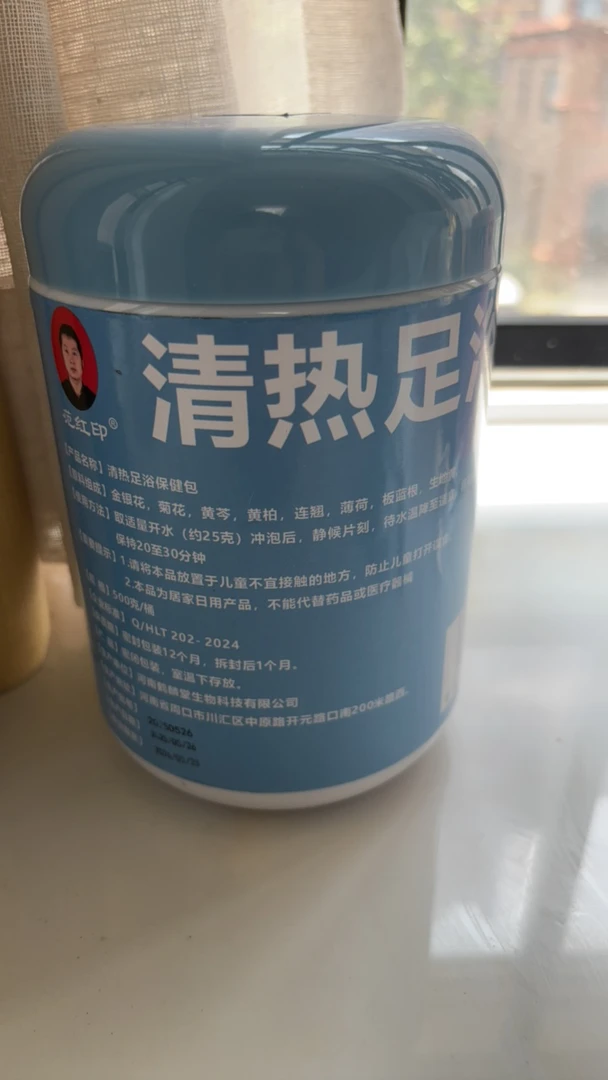 清热足
红印®
【产品名称】清热足浴保健包
【原料组成】金银花，菊花，黄芩，黄柏，连翘，薄荷，板蓝根，
【使用方法】取适量开水（约25克）冲泡后，静候片刻，待水温降至适
保持20至30分钟
1.请将本品放置于儿童不宜接触的地方，防止儿童打开
2.本品为居家日用产品，不能代替药品或医疗器械
500克/桶
Q/HLT 202-2024
密封包装12个月，拆封后1个月。
密闭包装，室温下存放。
河南鹤麟堂生物科技有限公司
河南省周口市川汇区中原路开元路口南200米路西